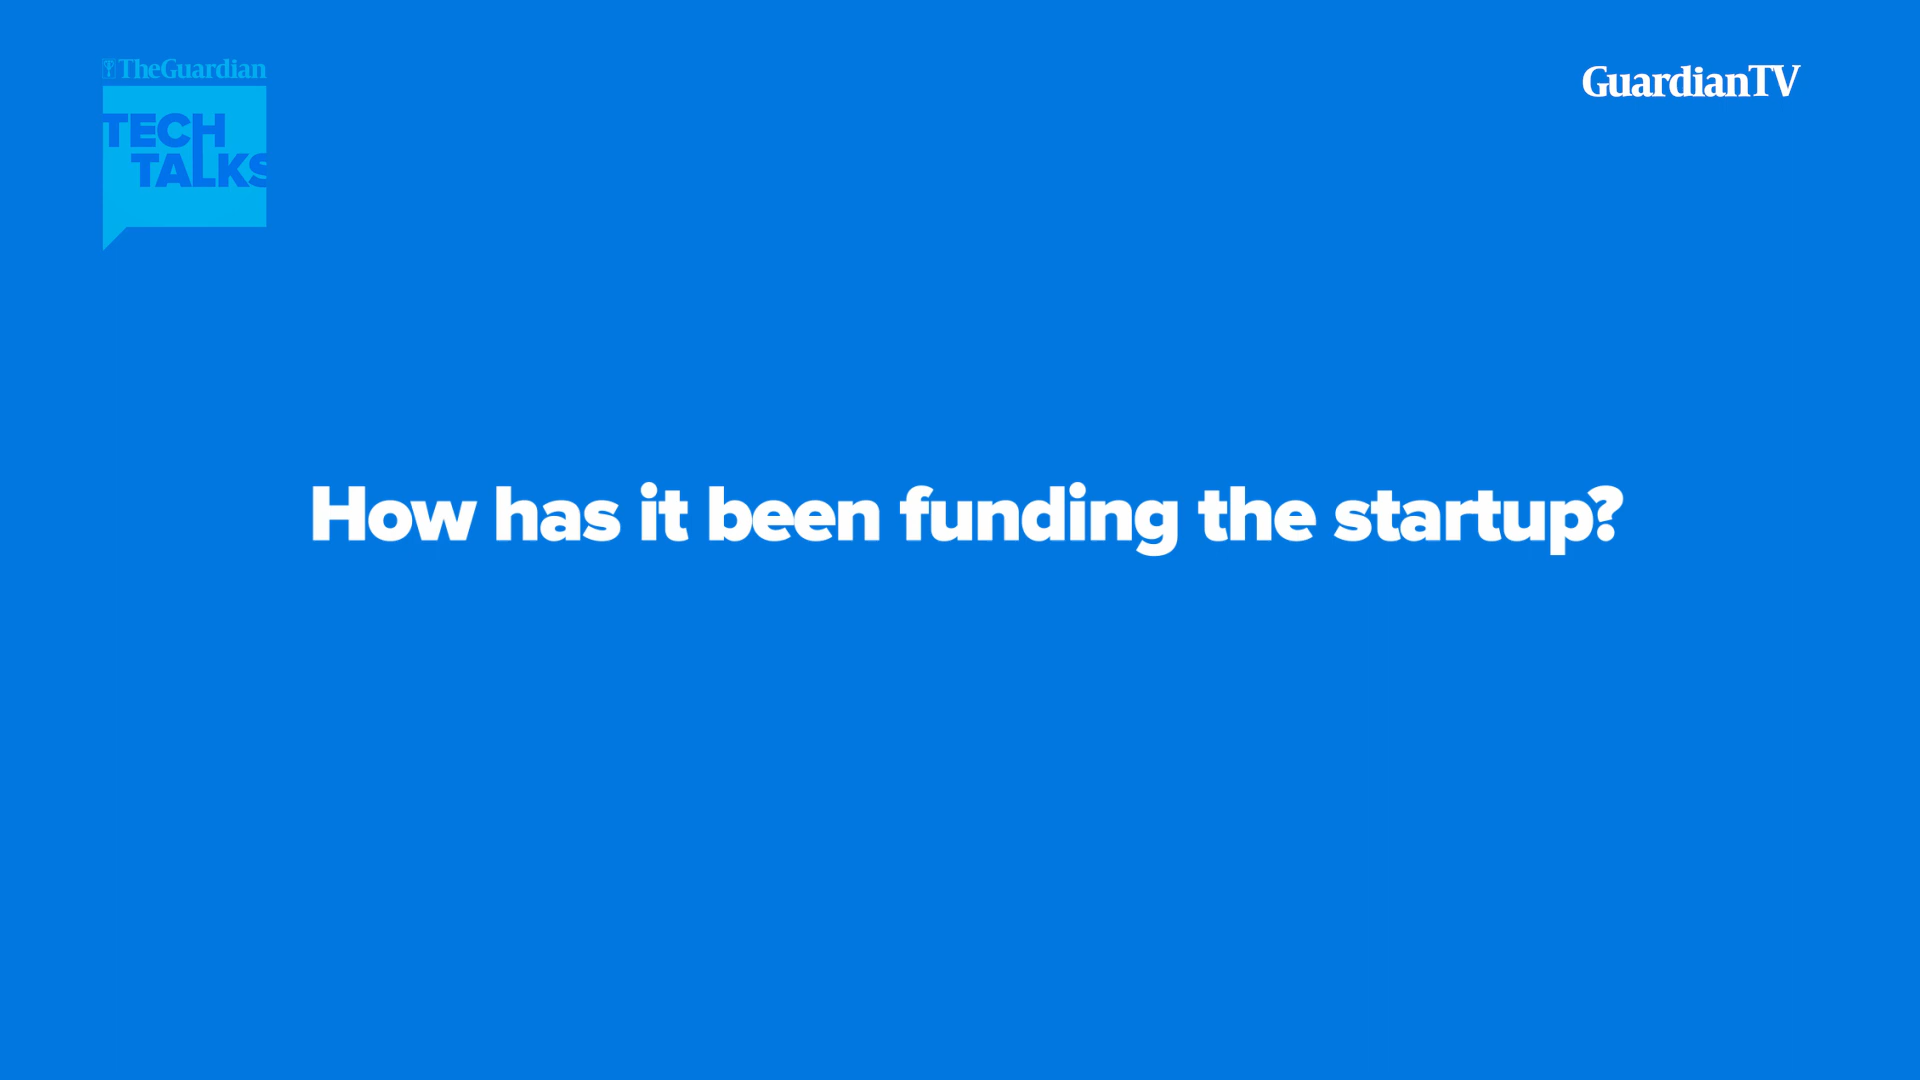 TheGuardian
TECH
TALKS
GuardianTV
How has it been funding the startup?